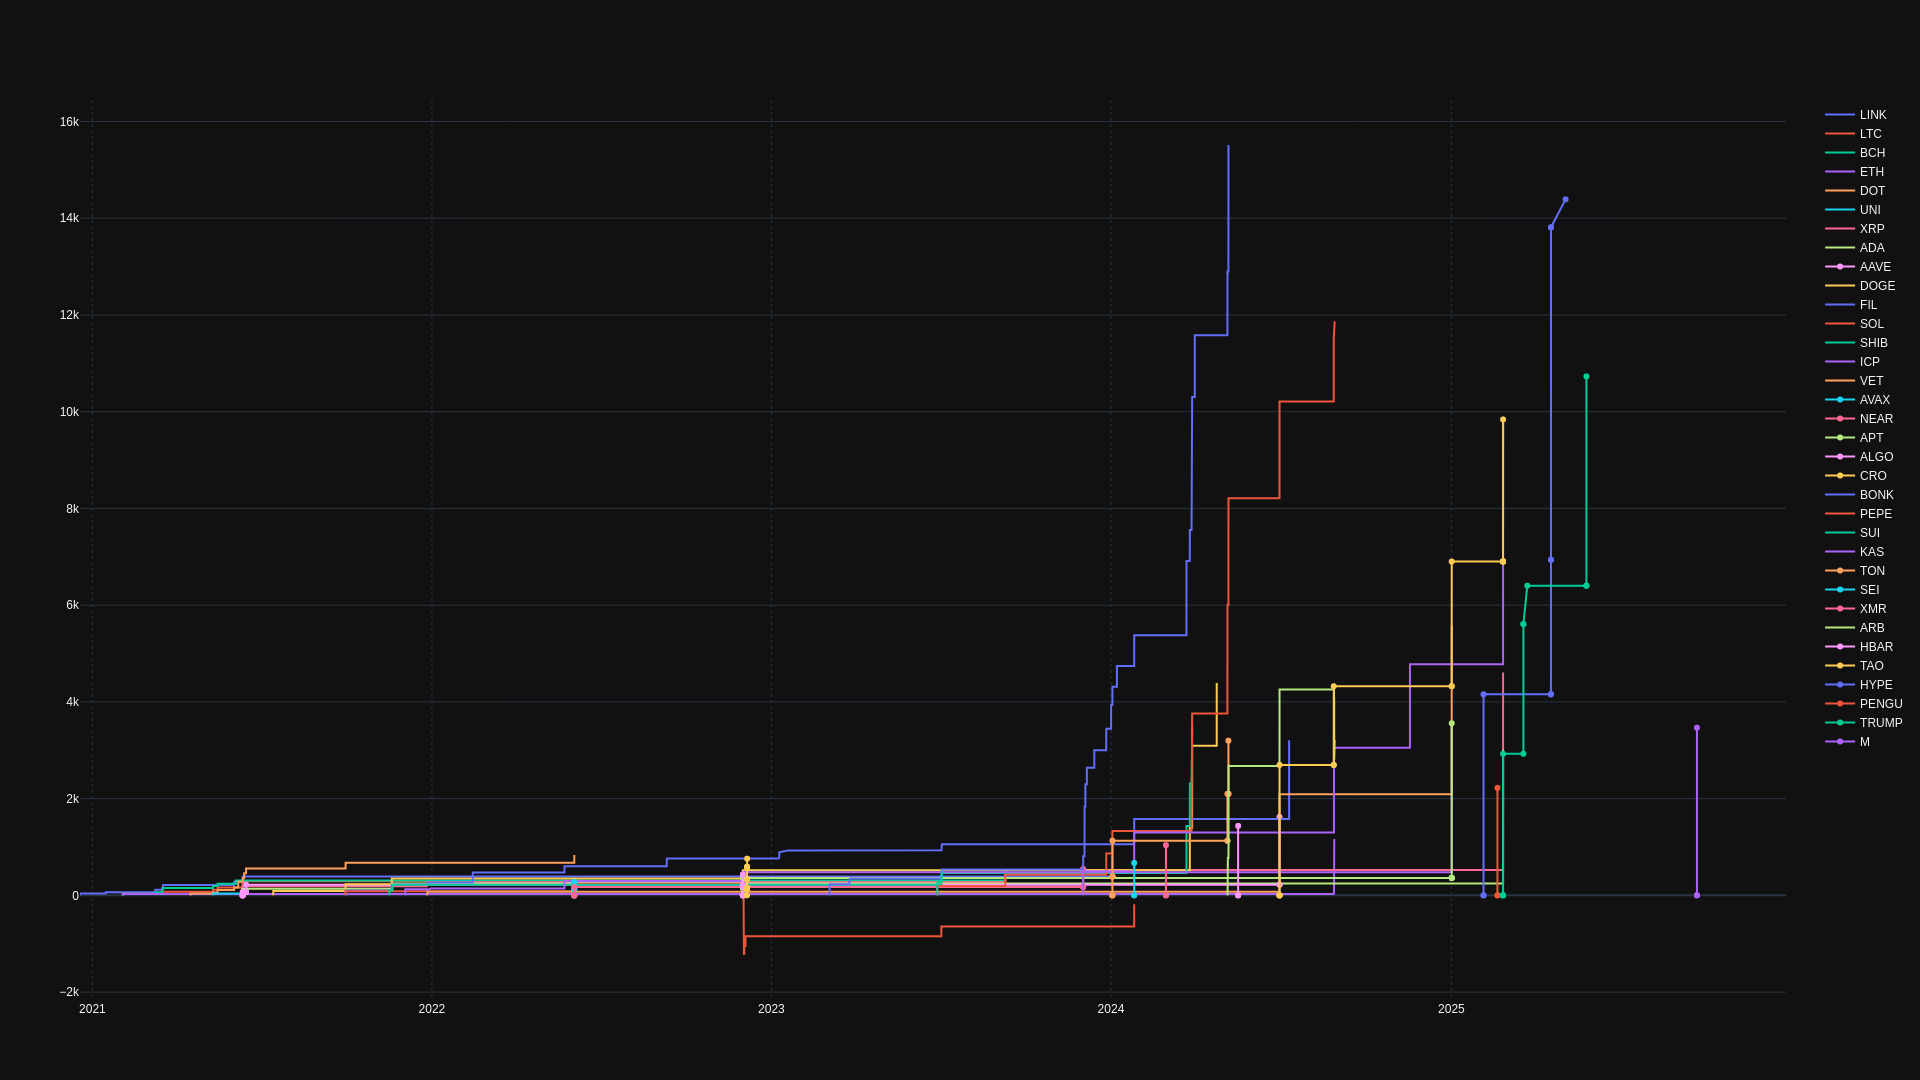 16k
14k
12k
10k
8k
6k
4k
2k
0
−2k
2021
2022
2023
2024
2025
LINK
LTC
BCH
ETH
DOT
UNI
XRP
ADA
AAVE
DOGE
FIL
SOL
SHIB
ICP
VET
AVAX
NEAR
APT
ALGO
CRO
BONK
PEPE
SUI
KAS
TON
SEI
XMR
ARB
HBAR
TAO
HYPE
PENGU
TRUMP
M